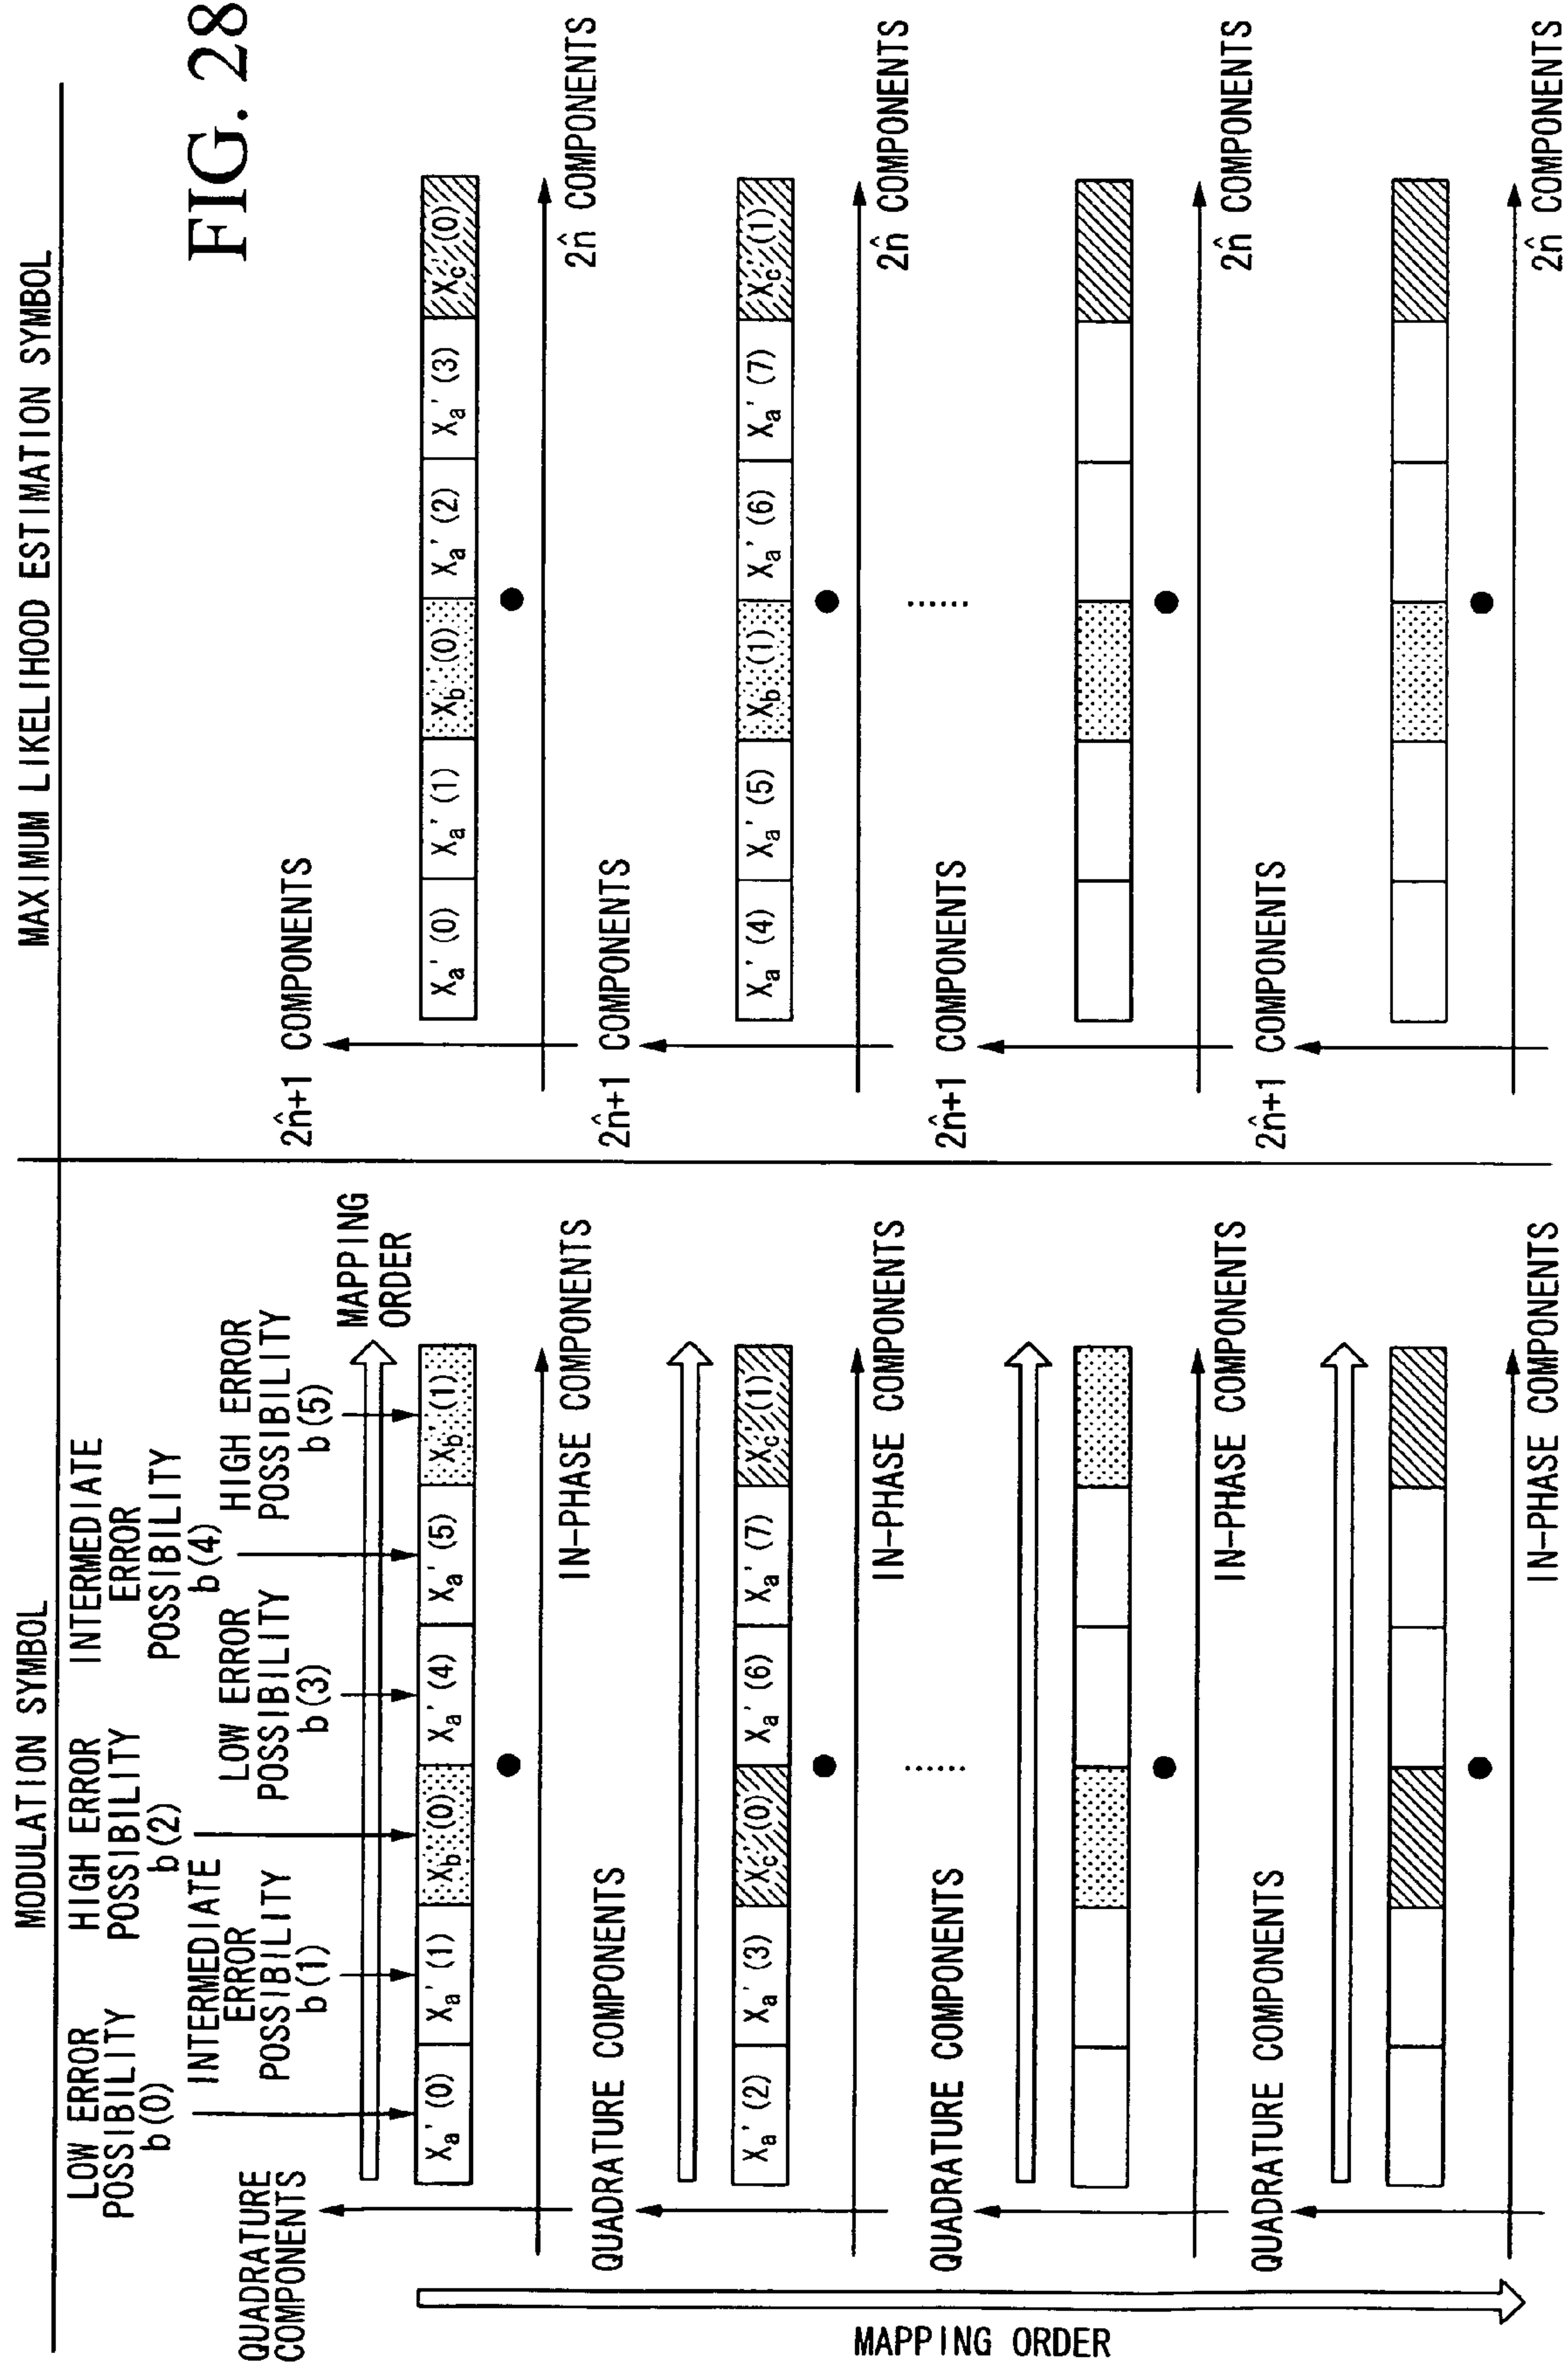 FIG. 28
MODULATION SYMBOL
MAXIMUM LIKELIHOOD ESTIMATION SYMBOL
LOW ERROR
POSSIBILITY
b(0)
INTERMEDIATE
ERROR
POSSIBILITY
b(1)
HIGH ERROR
POSSIBILITY
b(2)
LOW ERROR
POSSIBILITY
b(3)
INTERMEDIATE
ERROR
POSSIBILITY
b(4)
HIGH ERROR
POSSIBILITY
b(5)
MAPPING
ORDER
QUADRATURE
COMPONENTS
Xa'(0) Xa'(1) Xb'(0) Xa'(4) Xa'(5) Xb'(1)
IN-PHASE COMPONENTS
2n̂+1 COMPONENTS
Xa'(0) Xa'(1) Xb'(0) Xa'(2) Xa'(3) Xc'(0)
2n̂ COMPONENTS
QUADRATURE COMPONENTS
Xa'(2) Xa'(3) Xc'(0) Xa'(6) Xa'(7) Xc'(1)
IN-PHASE COMPONENTS
2n̂+1 COMPONENTS
Xa'(4) Xa'(5) Xb'(1) Xa'(6) Xa'(7) Xc'(1)
2n̂ COMPONENTS
......
......
QUADRATURE COMPONENTS
IN-PHASE COMPONENTS
2n̂+1 COMPONENTS
2n̂ COMPONENTS
QUADRATURE COMPONENTS
IN-PHASE COMPONENTS
2n̂+1 COMPONENTS
2n̂ COMPONENTS
MAPPING ORDER